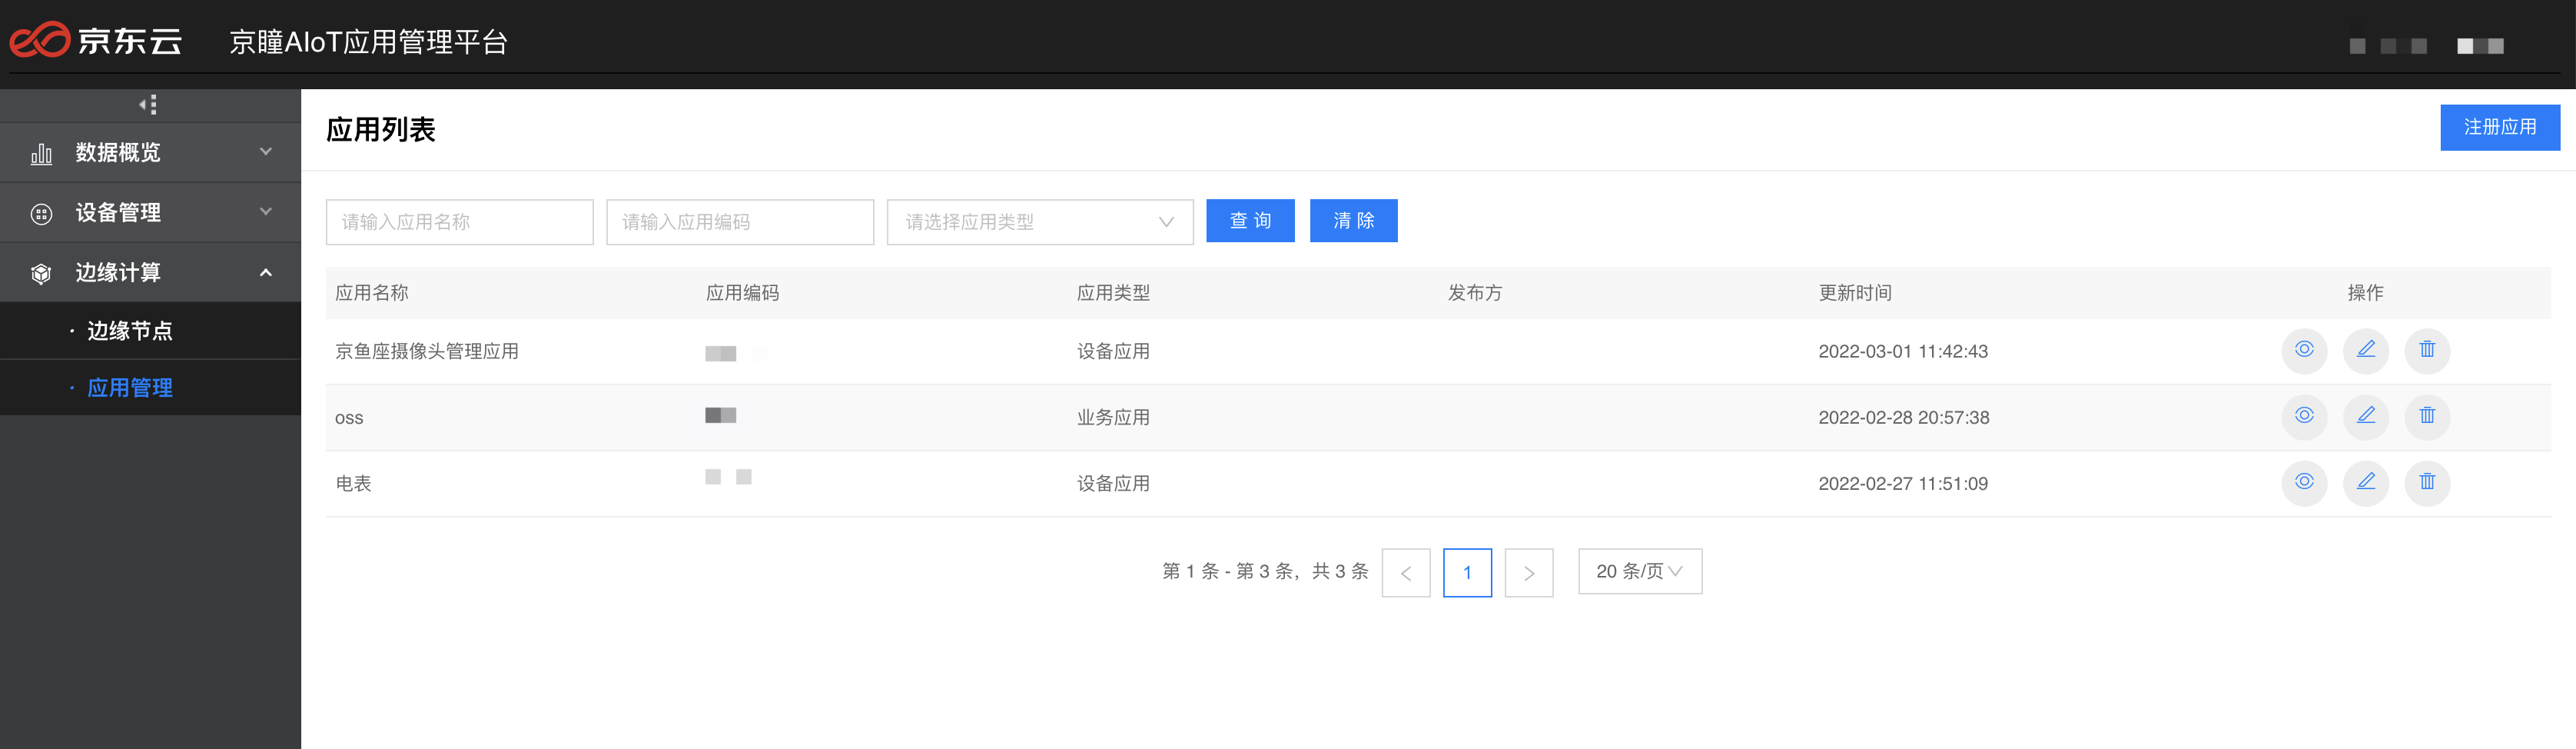 京东云 京瞳AIoT应用管理平台
数据概览
设备管理
边缘计算
· 边缘节点
· 应用管理
应用列表 注册应用
请输入应用名称 请输入应用编码 请选择应用类型 查 询 清 除
应用名称 应用编码 应用类型 发布方 更新时间 操作
京鱼座摄像头管理应用 设备应用 2022-03-01 11:42:43
oss 业务应用 2022-02-28 20:57:38
电表 设备应用 2022-02-27 11:51:09
第 1 条 - 第 3 条，共 3 条 < 1 > 20 条/页